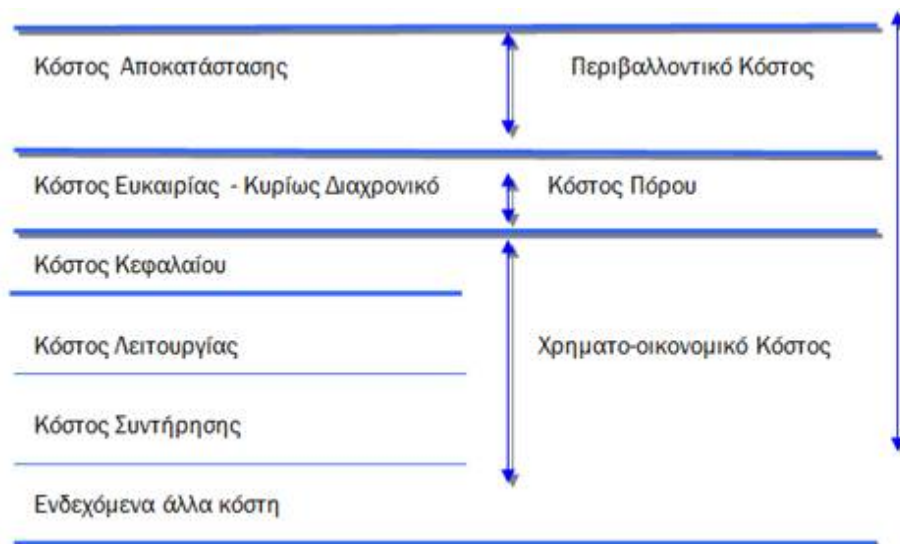 Κόστος Αποκατάστασης Περιβαλλοντικό Κόστος
Κόστος Ευκαιρίας - Κυρίως Διαχρονικό Κόστος Πόρου
Κόστος Κεφαλαίου
Κόστος Λειτουργίας Χρηματο-οικονομικό Κόστος
Κόστος Συντήρησης
Ενδεχόμενα άλλα κόστη